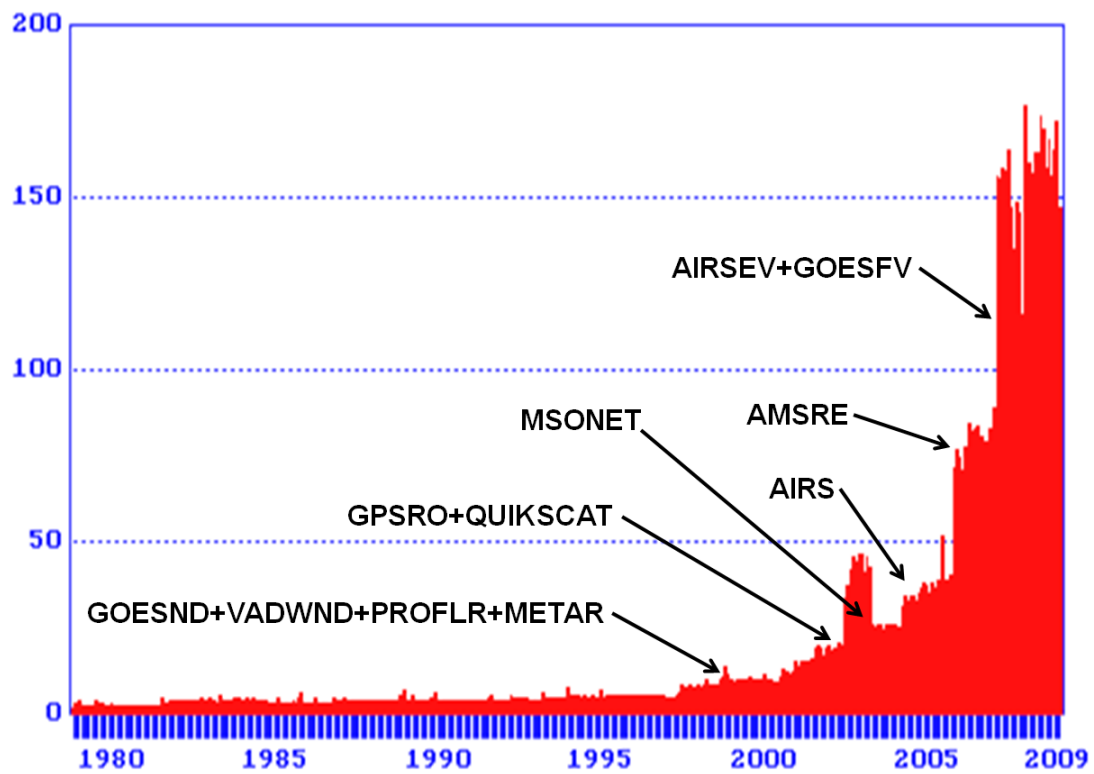 200
150
AIRSEV+GOESFV
100
MSONET
AMSRE
AIRS
GPSRO+QUIKSCAT
50
GOESND+VADWND+PROFLR+METAR
0
1980 1985 1990 1995 2000 2005 2009